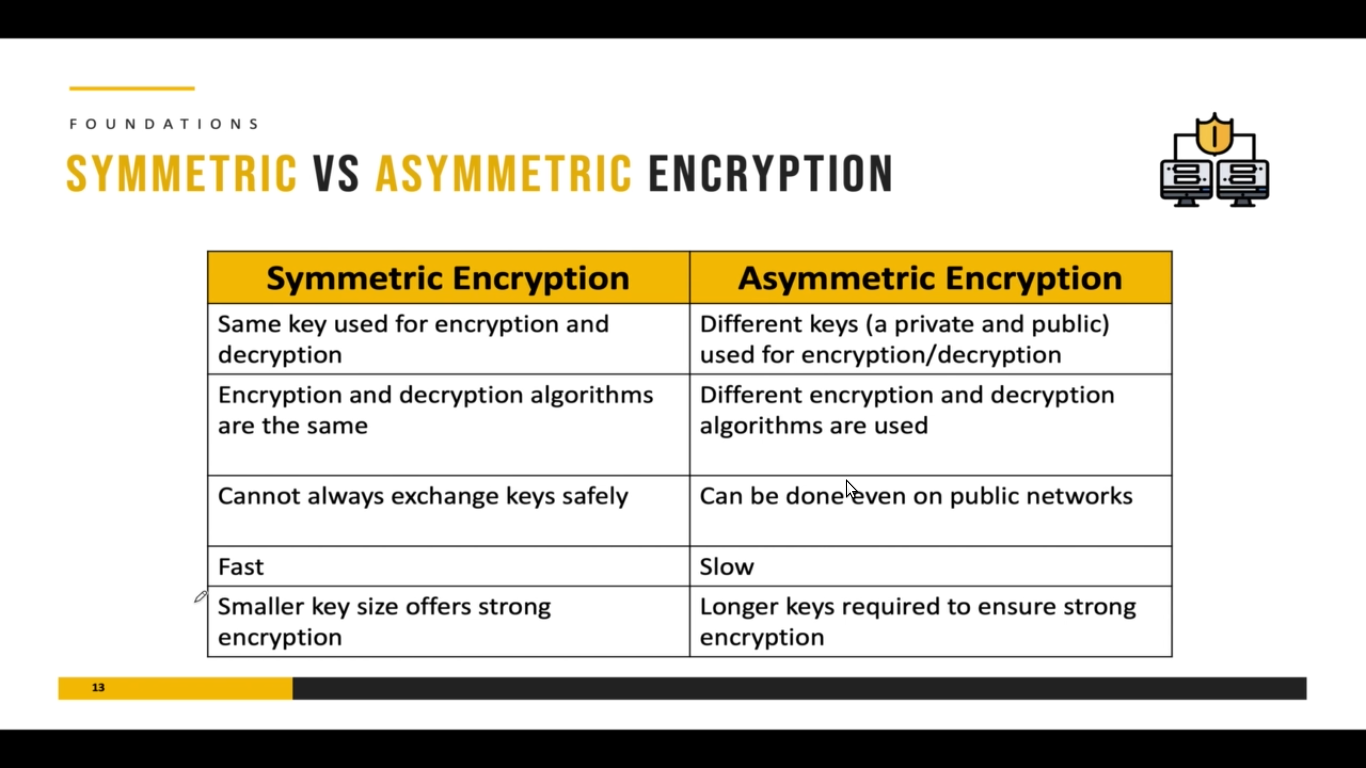 FOUNDATIONS
SYMMETRIC VS ASYMMETRIC ENCRYPTION
Symmetric Encryption
Asymmetric Encryption
Same key used for encryption and
decryption
Different keys (a private and public)
used for encryption/decryption
Encryption and decryption algorithms
are the same
Different encryption and decryption
algorithms are used
Cannot always exchange keys safely
Can be done even on public networks
Fast
Slow
Smaller key size offers strong
encryption
Longer keys required to ensure strong
encryption
13